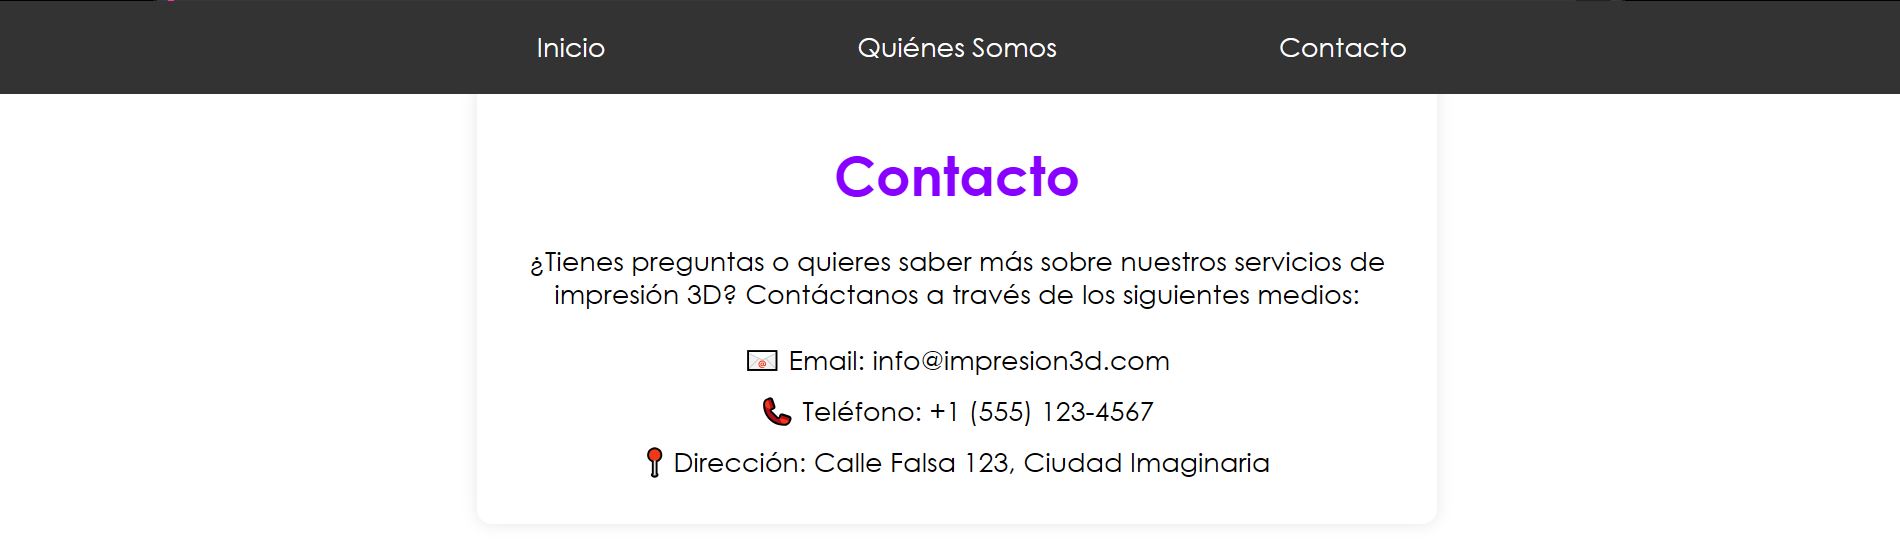 Inicio Quiénes Somos Contacto
Contacto
¿Tienes preguntas o quieres saber más sobre nuestros servicios de
impresión 3D? Contáctanos a través de los siguientes medios:
Email: info@impresion3d.com
Teléfono: +1 (555) 123-4567
Dirección: Calle Falsa 123, Ciudad Imaginaria